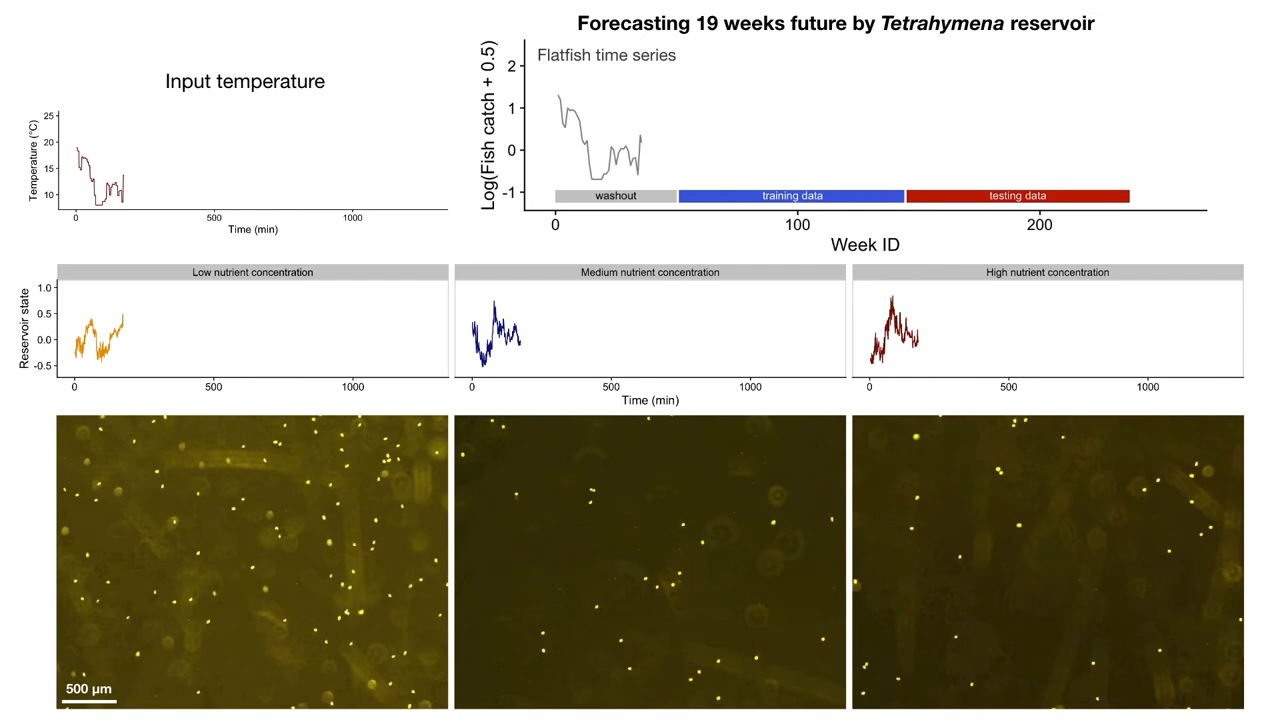 Forecasting 19 weeks future by Tetrahymena reservoir
Input temperature
Temperature (°C)
25
20
15
10
0
500
1000
Time (min)
Flatfish time series
Log(Fish catch + 0.5)
2
1
0
-1
washout
training data
testing data
0
100
200
Week ID
Low nutrient concentration
Medium nutrient concentration
High nutrient concentration
Reservoir state
1.0
0.5
0.0
-0.5
0
500
1000
0
500
1000
0
500
1000
Time (min)
500 μm